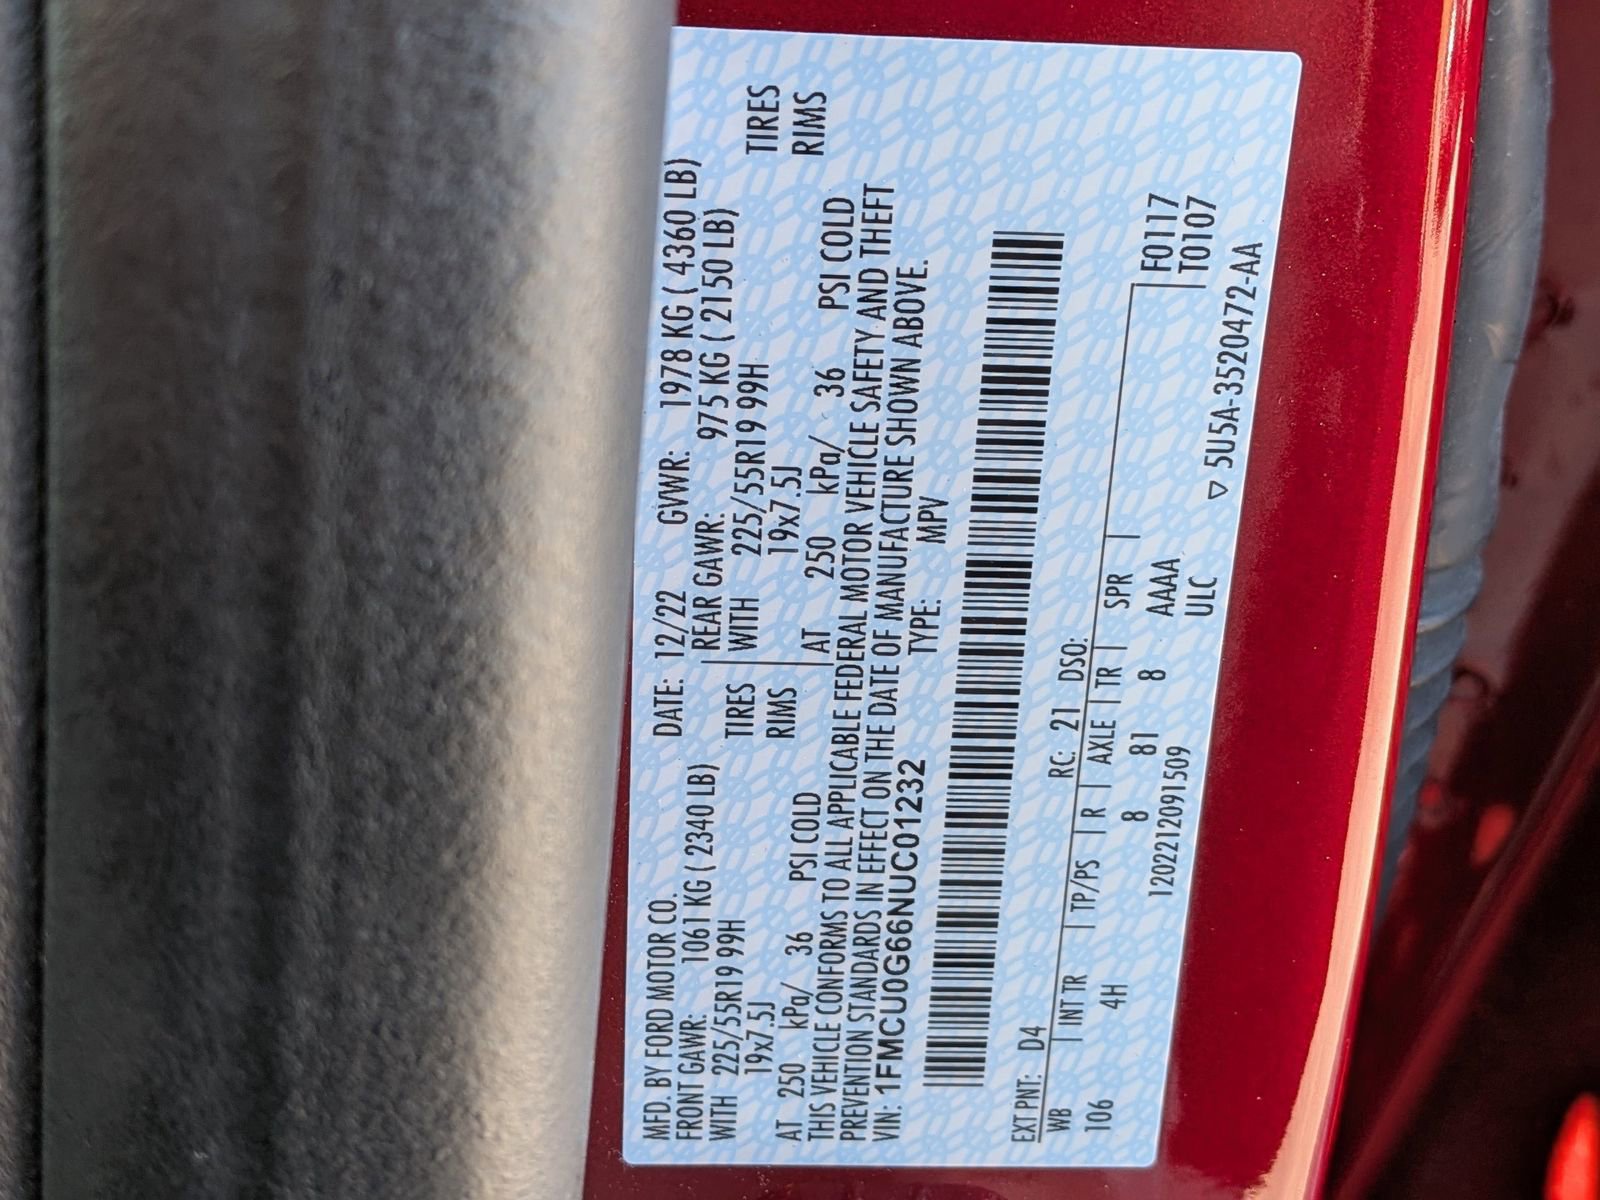 MFD. BY FORD MOTOR CO. DATE: 12/22 GVWR: 1978 KG ( 4360 LB)
FRONT GAWR: 1061 KG ( 2340 LB) REAR GAWR: 975 KG ( 2150 LB)
WITH 225/55R19 99H TIRES WITH 225/55R19 99H TIRES
19x7.5J RIMS 19x7.5J RIMS
AT 250 kPa/ 36 PSI COLD AT 250 kPa/ 36 PSI COLD
THIS VEHICLE CONFORMS TO ALL APPLICABLE FEDERAL MOTOR VEHICLE SAFETY AND THEFT
PREVENTION STANDARDS IN EFFECT ON THE DATE OF MANUFACTURE SHOWN ABOVE.
VIN: 1FMCU0G66NUC01232 TYPE: MPV
EXT PNT: D4 RC: 21 DSO:
WB | INT TR | TP/PS | R | AXLE | TR | SPR | F0117
106 4H 8 81 8 AAAA T0107
1202212091509 ULC
▽ 5U5A-3520472-AA